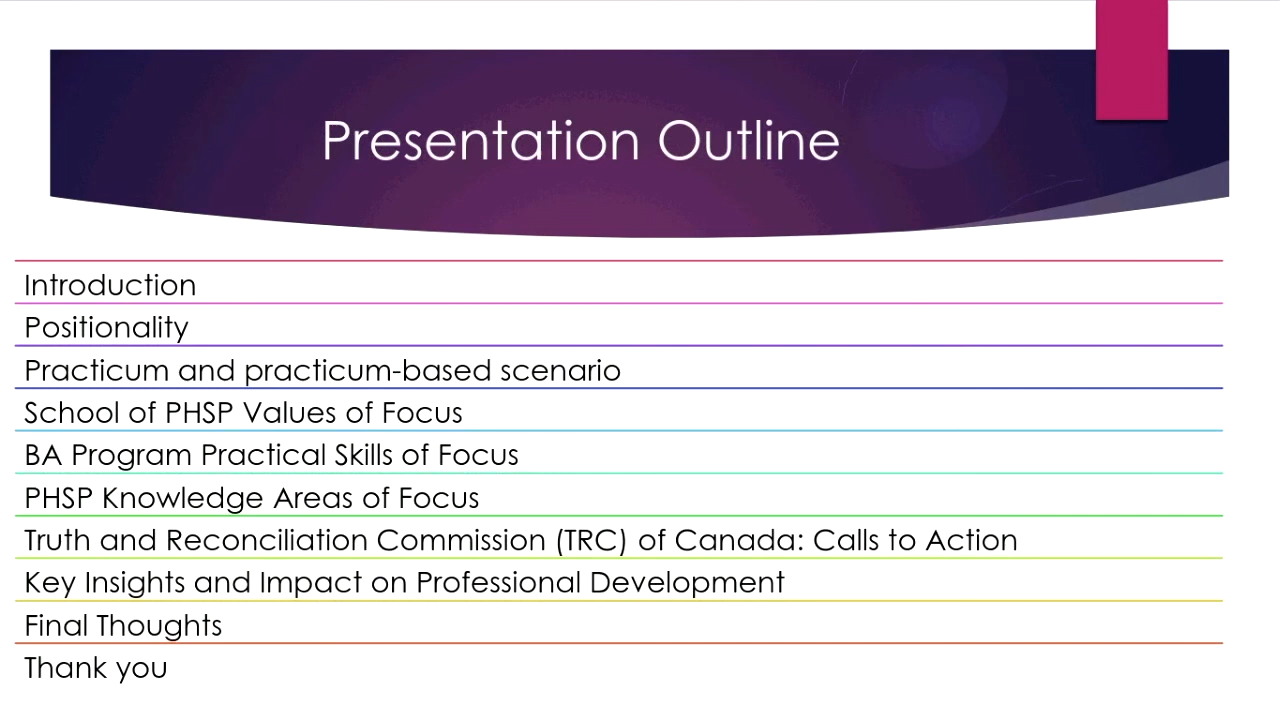 Presentation Outline
Introduction
Positionality
Practicum and practicum-based scenario
School of PHSP Values of Focus
BA Program Practical Skills of Focus
PHSP Knowledge Areas of Focus
Truth and Reconciliation Commission (TRC) of Canada: Calls to Action
Key Insights and Impact on Professional Development
Final Thoughts
Thank you